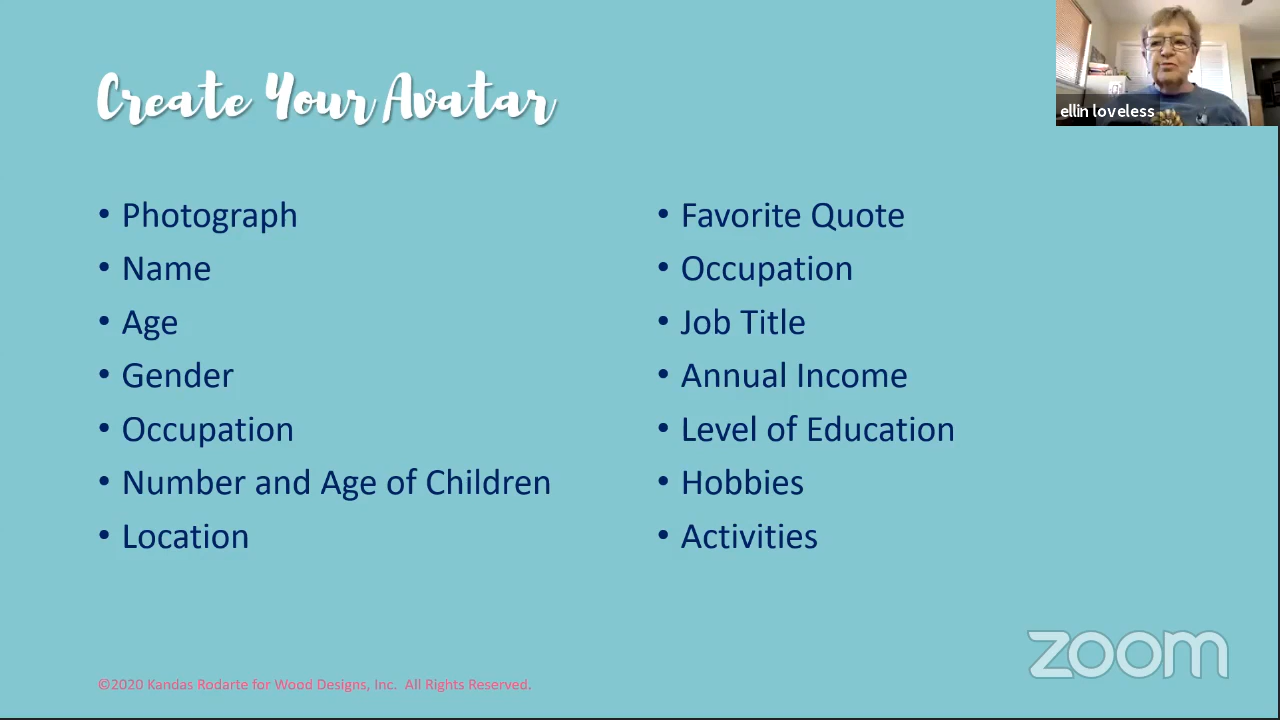 Create Your Avatar
ellin loveless
• Photograph
• Name
• Age
• Gender
• Occupation
• Number and Age of Children
• Location
• Favorite Quote
• Occupation
• Job Title
• Annual Income
• Level of Education
• Hobbies
• Activities
©2020 Kandas Rodarte for Wood Designs, Inc.  All Rights Reserved.
zoom